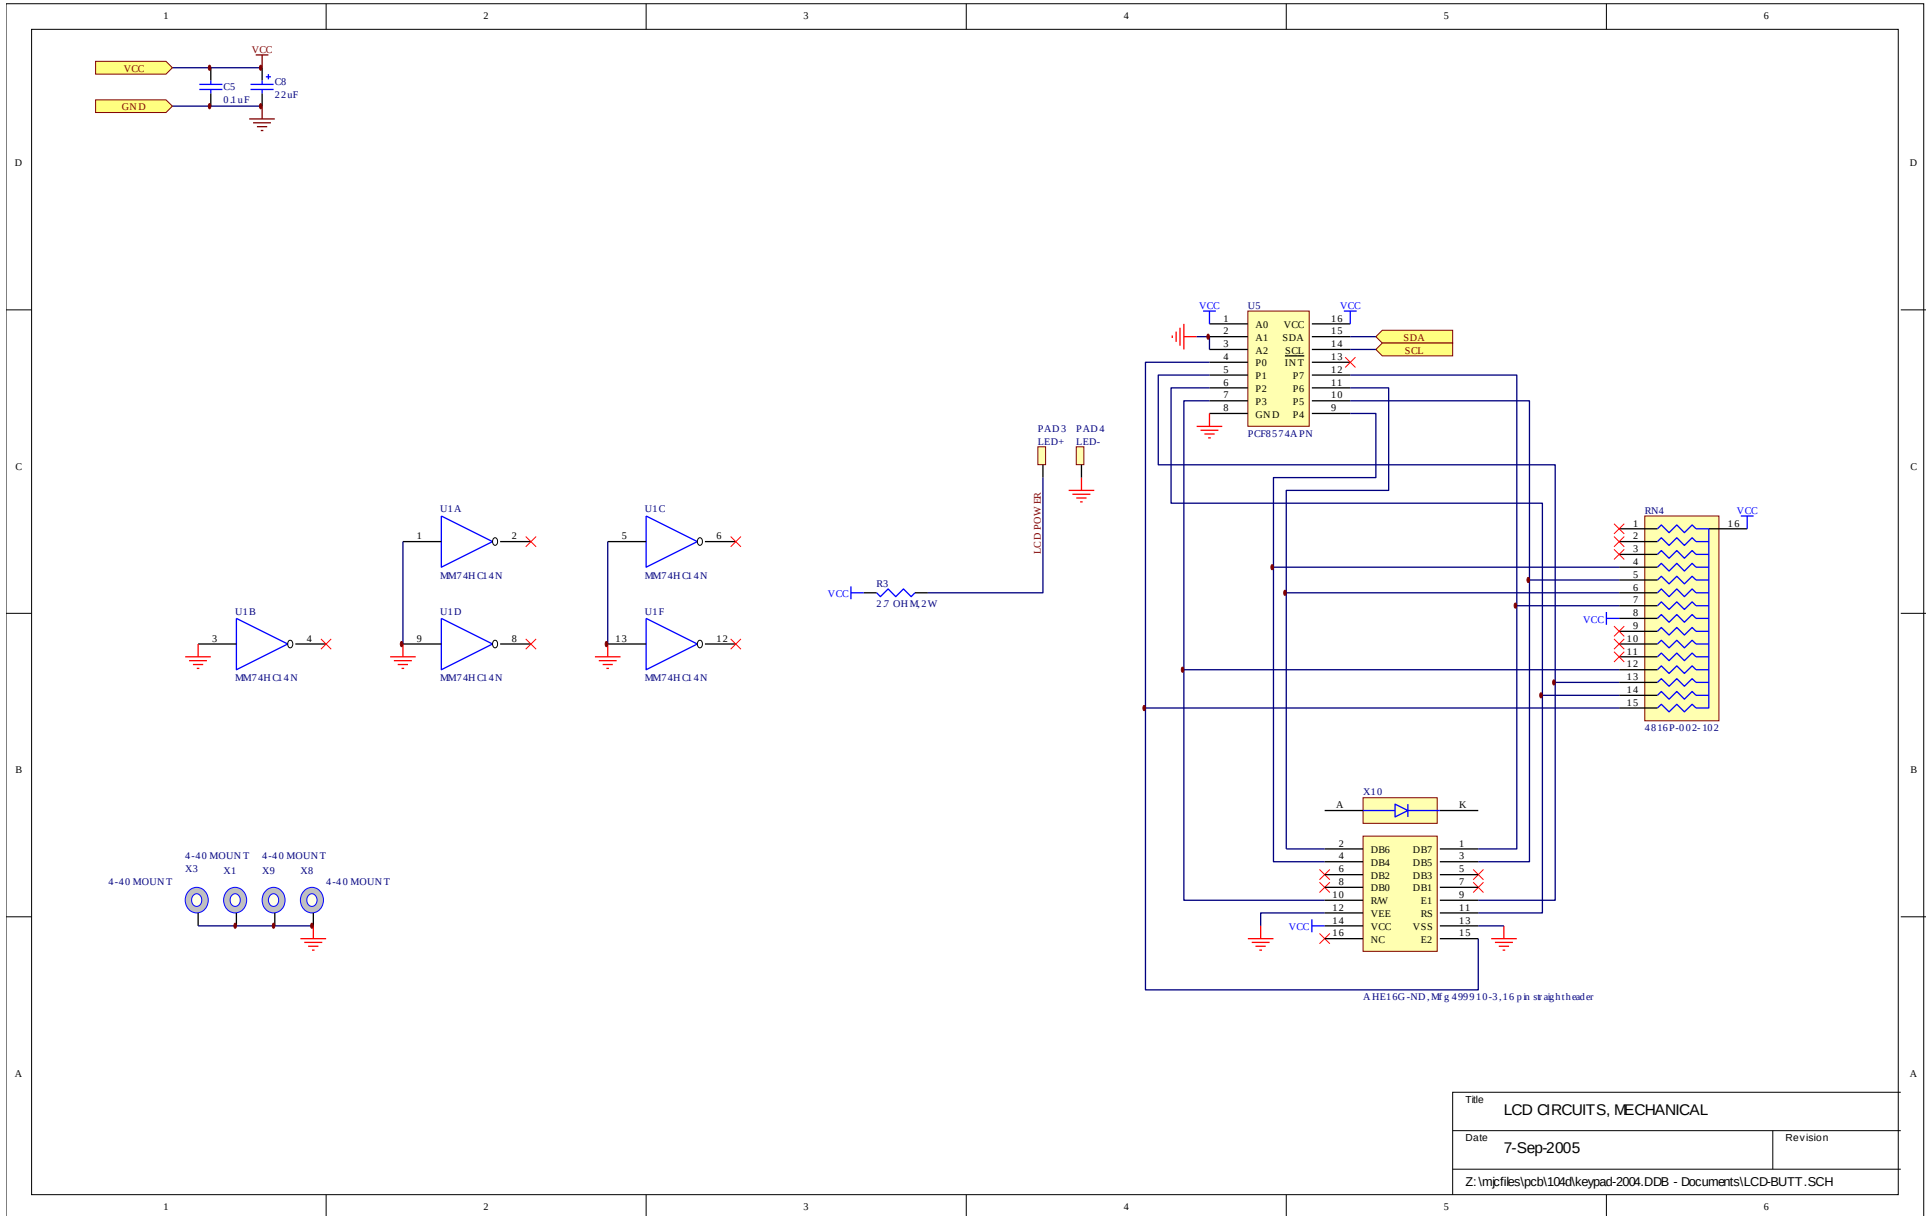 1 2 3 4 5 6
VCC
VCC
GND
C5
0.1uF
+
C8
22uF
D D
VCC U5 VCC
1 A0 VCC 16
2 A1 SDA 15 SDA
3 A2 SCL 14 SCL
4 P0 INT 13
5 P1 P7 12
6 P2 P6 11
7 P3 P5 10
8 GND P4 9
PCF8574APN
PAD3 PAD4
LED+ LED-
LCD POWER
C C
U1A
1 2
MM74HC14N
U1C
5 6
MM74HC14N
VCC R3
27 OHM,2W
U1B
3 4
MM74HC14N
U1D
9 8
MM74HC14N
U1F
13 12
MM74HC14N
RN4 VCC
1 16
2
3
4
5
6
7
VCC 8
9
10
11
12
13
14
15
4816P-002-102
B B
X10
A K
2 DB6 DB7 1
4 DB4 DB5 3
6 DB2 DB3 5
8 DB0 DB1 7
10 RW E1 9
12 VEE RS 11
VCC 14 VCC VSS 13
16 NC E2 15
AHE16G-ND, Mfg 499910-3, 16 pin straight header
4-40 MOUNT 4-40 MOUNT
X3 X1 X9 X8
4-40 MOUNT 4-40 MOUNT
A A
Title
LCD CIRCUITS, MECHANICAL
Date 7-Sep-2005 Revision
Z:\mjcfiles\pcb\104d\keypad-2004.DDB - Documents\LCD-BUTT.SCH
1 2 3 4 5 6